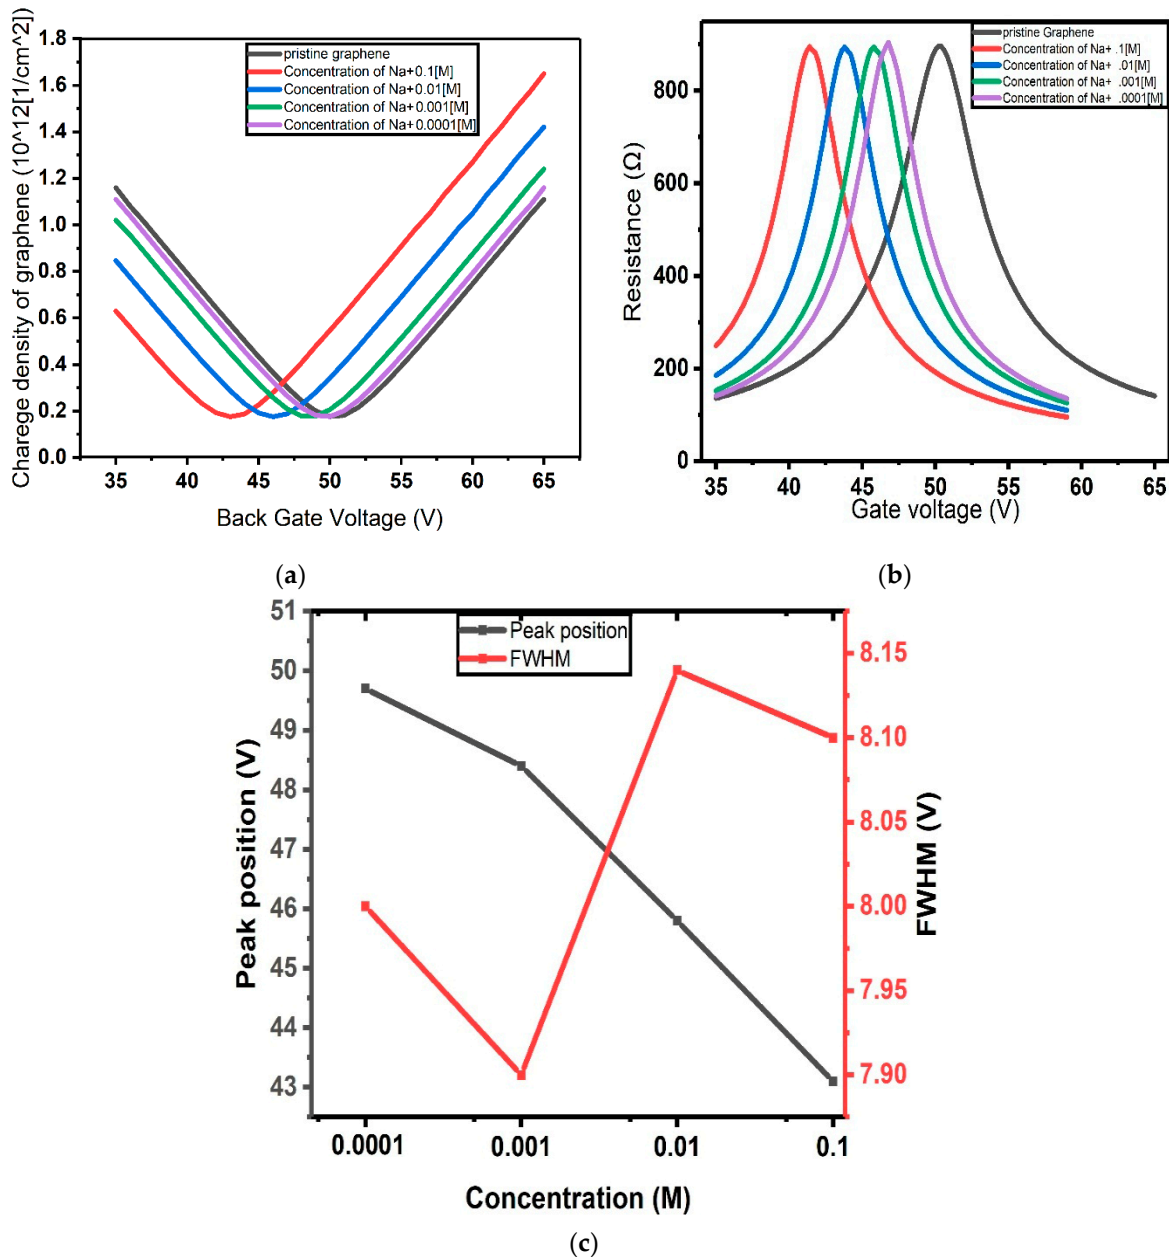 (a)
Charege density of graphene (10^12[1/cm^2])
1.8
1.6
1.4
1.2
1.0
0.8
0.6
0.4
0.2
0.0
pristine graphene
Concentration of Na+0.1[M]
Concentration of Na+0.01[M]
Concentration of Na+0.001[M]
Concentration of Na+0.0001[M]
35 40 45 50 55 60 65
Back Gate Voltage (V)
(a)
(b)
Resistance (Ω)
800
600
400
200
0
pristine Graphene
Concentration of Na+ .1[M]
Concentration of Na+ .01[M]
Concentration of Na+ .001[M]
Concentration of Na+ .0001[M]
35 40 45 50 55 60 65
Gate voltage (V)
(b)
Peak position (V)
51
50
49
48
47
46
45
44
43
Peak position
FWHM
8.15
8.10
8.05
8.00
7.95
7.90
FWHM (V)
0.0001 0.001 0.01 0.1
Concentration (M)
(c)